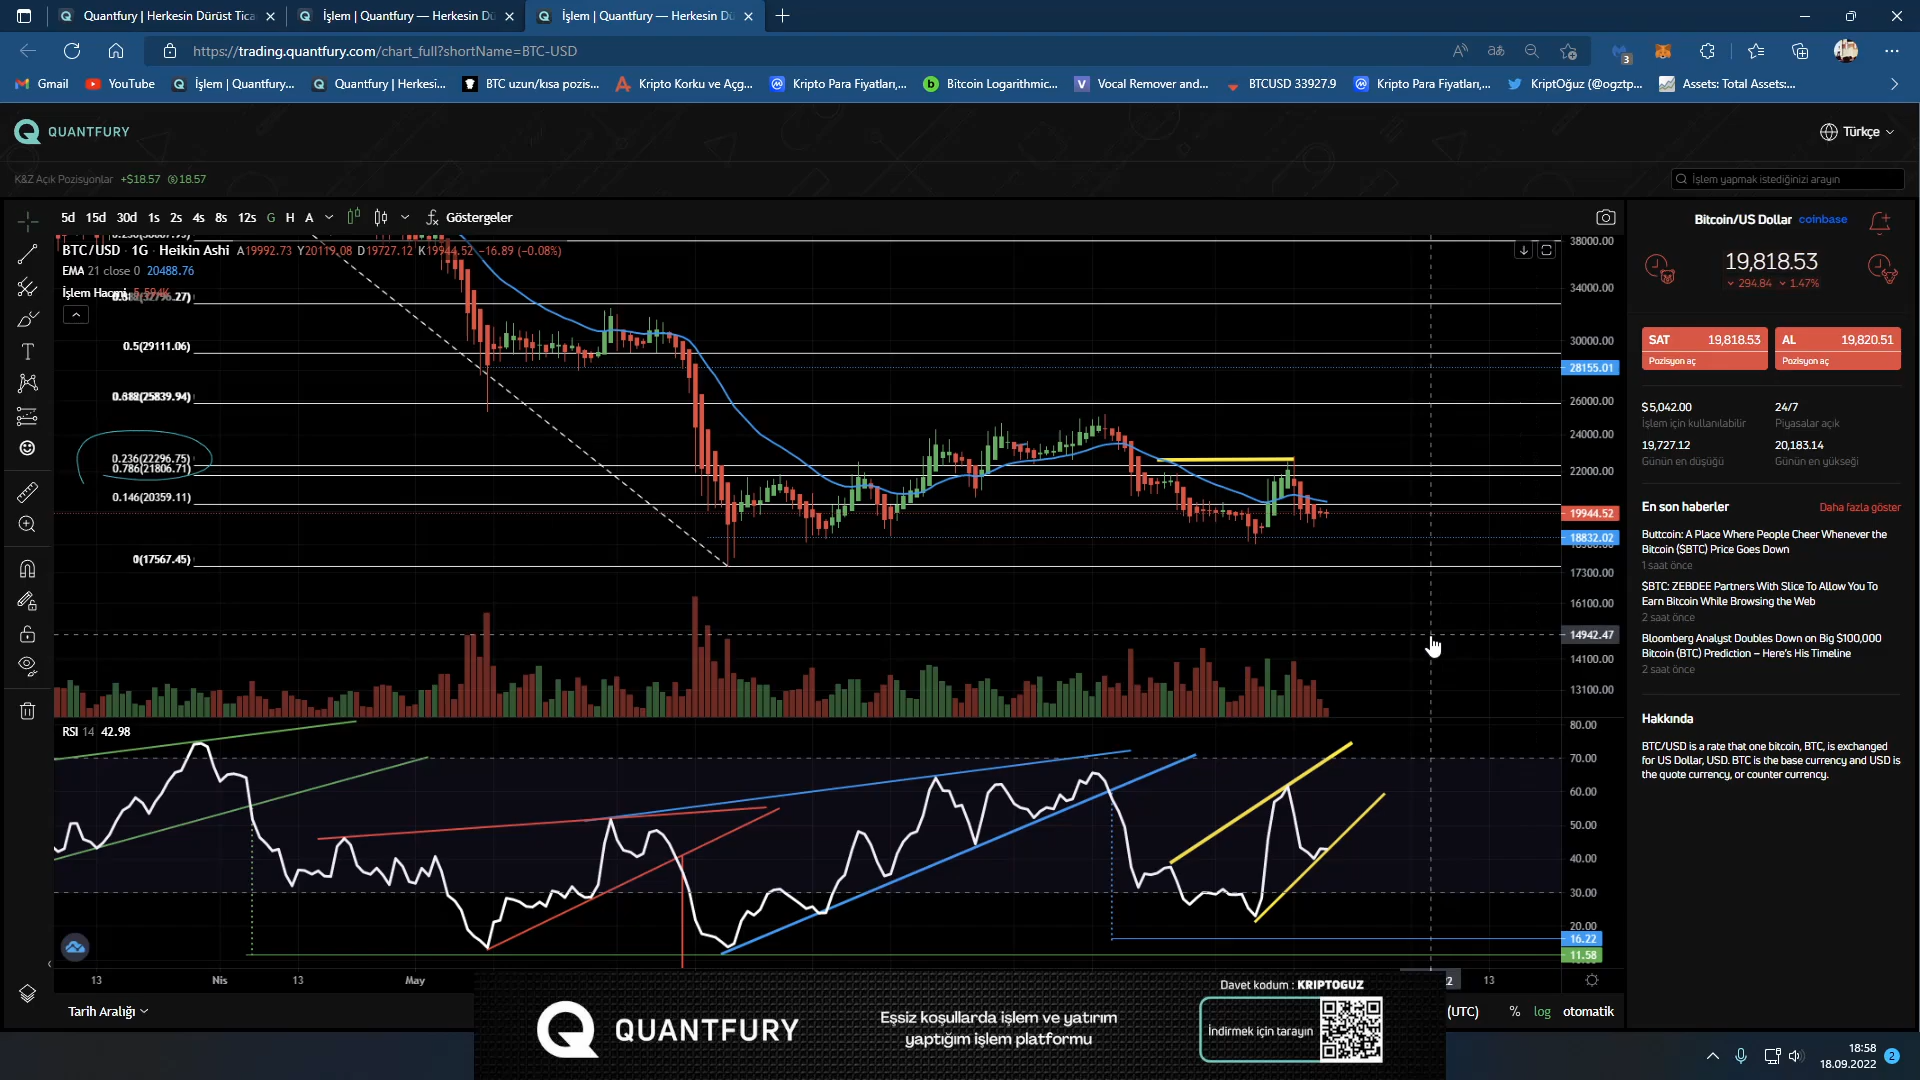 Quantfury | Herkesin Dürüst Tica
İşlem | Quantfury — Herkesin Dü
İşlem | Quantfury — Herkesin Dü
https://trading.quantfury.com/chart_full?shortName=BTC-USD
3
Gmail
YouTube
İşlem | Quantfury...
Quantfury | Herkesi...
BTC uzun/kısa pozis...
Kripto Korku ve Açg...
Kripto Para Fiyatları,...
Bitcoin Logarithmic...
Vocal Remover and...
BTCUSD 33927.9
Kripto Para Fiyatları,...
KriptOğuz (@ogztp...
Assets: Total Assets:...
QUANTFURY
Türkçe
K&Z Açık Pozisyonlar +$18.57 18.57
İşlem yapmak istediğinizi arayın
5d 15d 30d 1s 2s 4s 8s 12s G H A
Göstergeler
BTC/USD · 1G · Heikin Ashi A19992.73 Y20119.08 D19727.12 K19944.52 −16.89 (−0.08%)
EMA 21 close 0 20488.76
İşlem Hacmi 5.594K
0.5(29111.06)
0.236(22296.75)
0.786(21806.71)
0.146(20359.11)
0(17567.45)
38000.00
34000.00
30000.00
28155.01
26000.00
24000.00
22000.00
19944.52
18832.02
17300.00
16100.00
14942.47
14100.00
13100.00
RSI 14 42.98
80.00
70.00
60.00
50.00
40.00
30.00
20.00
16.22
11.58
13
Nis
13
May
13
Tarih Aralığı
(UTC)
%
log
otomatik
Bitcoin/US Dollar coinbase
19,818.53
294.84 1.47%
SAT 19,818.53
Pozisyon aç
AL 19,820.51
Pozisyon aç
$5,042.00
İşlem için kullanılabilir
24/7
Piyasalar açık
19,727.12
Günün en düşüğü
20,183.14
Günün en yükseği
En son haberler
Daha fazla göster
Buttcoin: A Place Where People Cheer Whenever the
Bitcoin ($BTC) Price Goes Down
1 saat önce
$BTC: ZEBDEE Partners With Slice To Allow You To
Earn Bitcoin While Browsing the Web
2 saat önce
Bloomberg Analyst Doubles Down on Big $100,000
Bitcoin (BTC) Prediction – Here's His Timeline
2 saat önce
Hakkında
BTC/USD is a rate that one bitcoin, BTC, is exchanged
for US Dollar, USD. BTC is the base currency and USD is
the quote currency, or counter currency.
QUANTFURY
Eşsiz koşullarda işlem ve yatırım
yaptığım işlem platformu
Davet kodum : KRIPTOGUZ
İndirmek için tarayın
18:58
18.09.2022
2